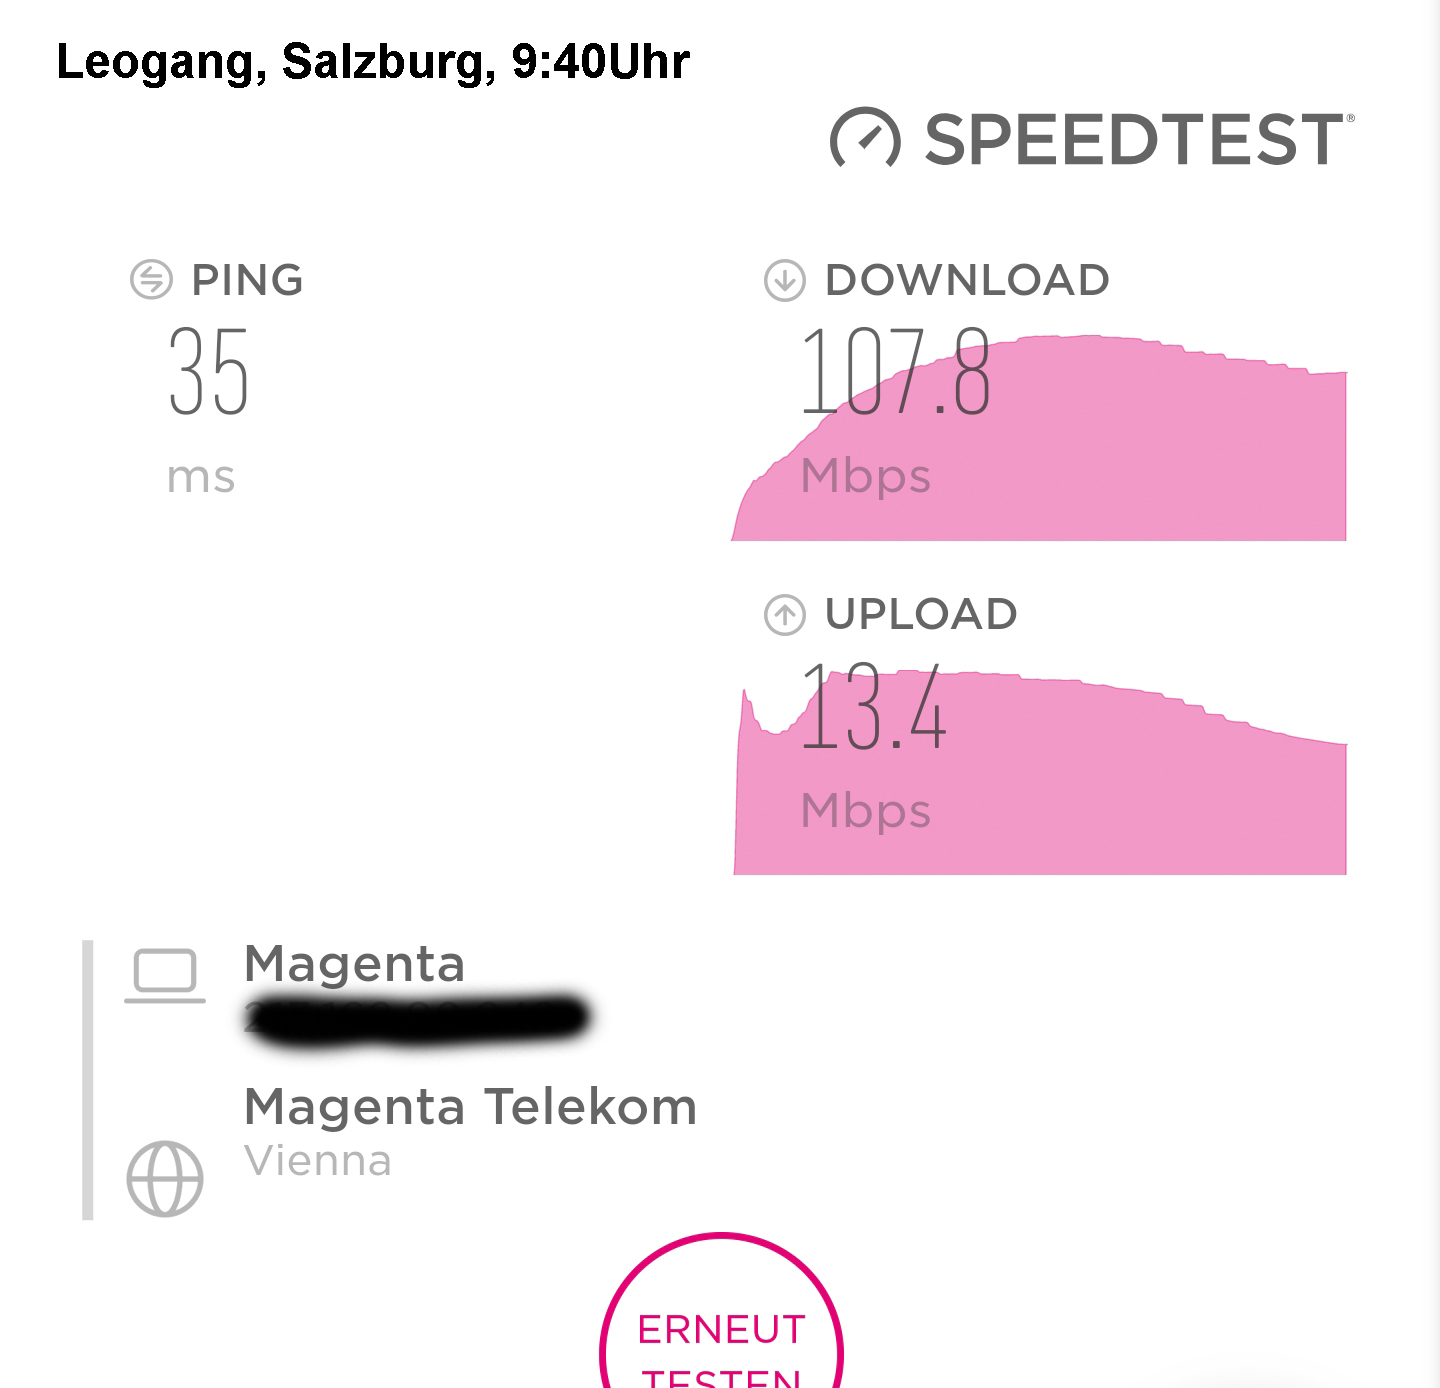 Leogang, Salzburg, 9:40Uhr
SPEEDTEST®
PING
35
ms
DOWNLOAD
107.8
Mbps
UPLOAD
13.4
Mbps
Magenta
Magenta Telekom
Vienna
ERNEUT
TESTEN